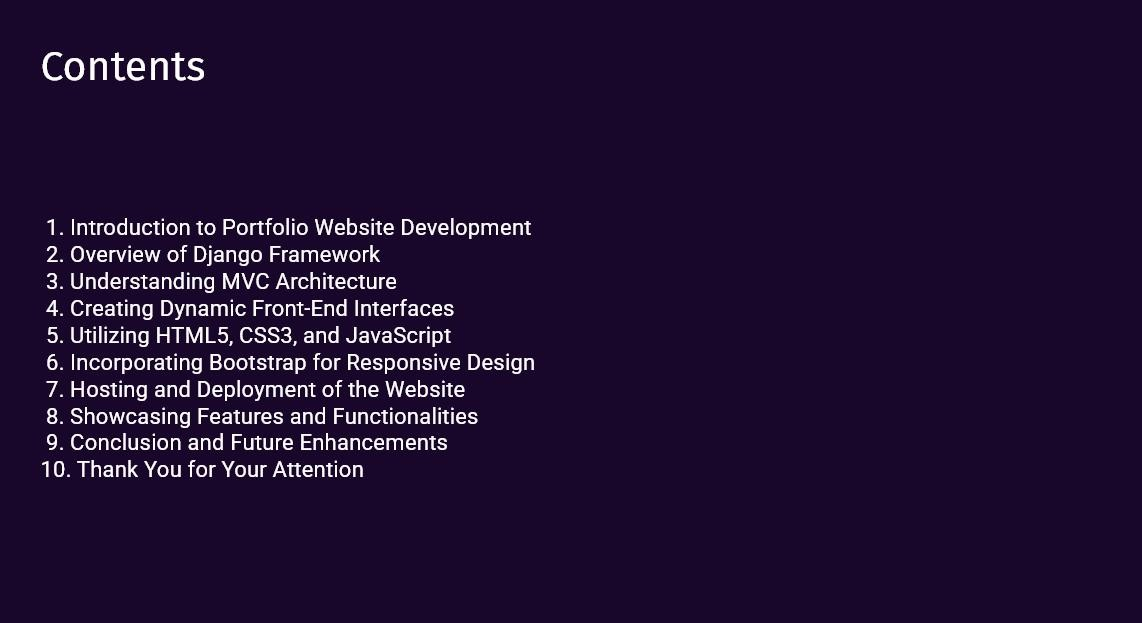 Contents
1. Introduction to Portfolio Website Development
2. Overview of Django Framework
3. Understanding MVC Architecture
4. Creating Dynamic Front-End Interfaces
5. Utilizing HTML5, CSS3, and JavaScript
6. Incorporating Bootstrap for Responsive Design
7. Hosting and Deployment of the Website
8. Showcasing Features and Functionalities
9. Conclusion and Future Enhancements
10. Thank You for Your Attention